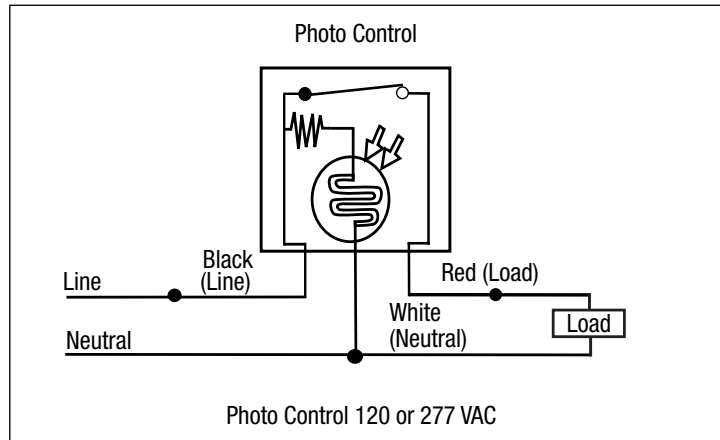 Photo Control
Line
Black
(Line)
Red (Load)
White
(Neutral)
Load
Neutral
Photo Control 120 or 277 VAC